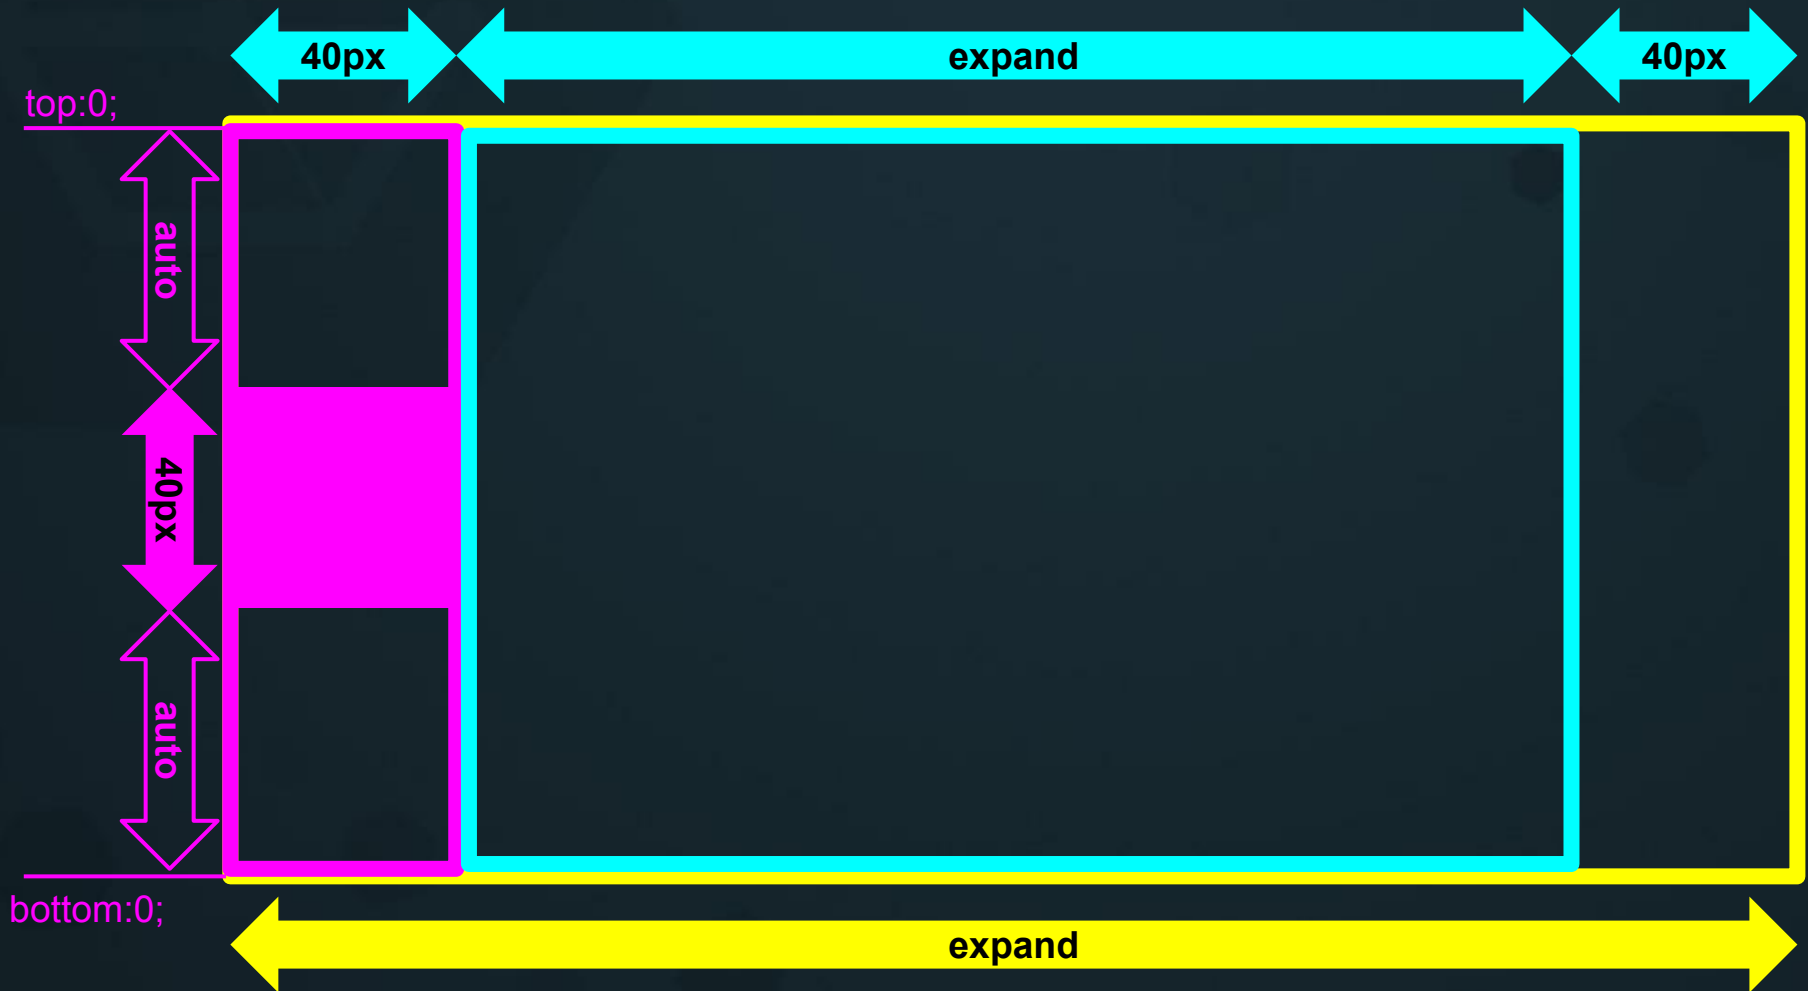 40px
expand
40px
top:0;
auto
40px
auto
bottom:0;
expand